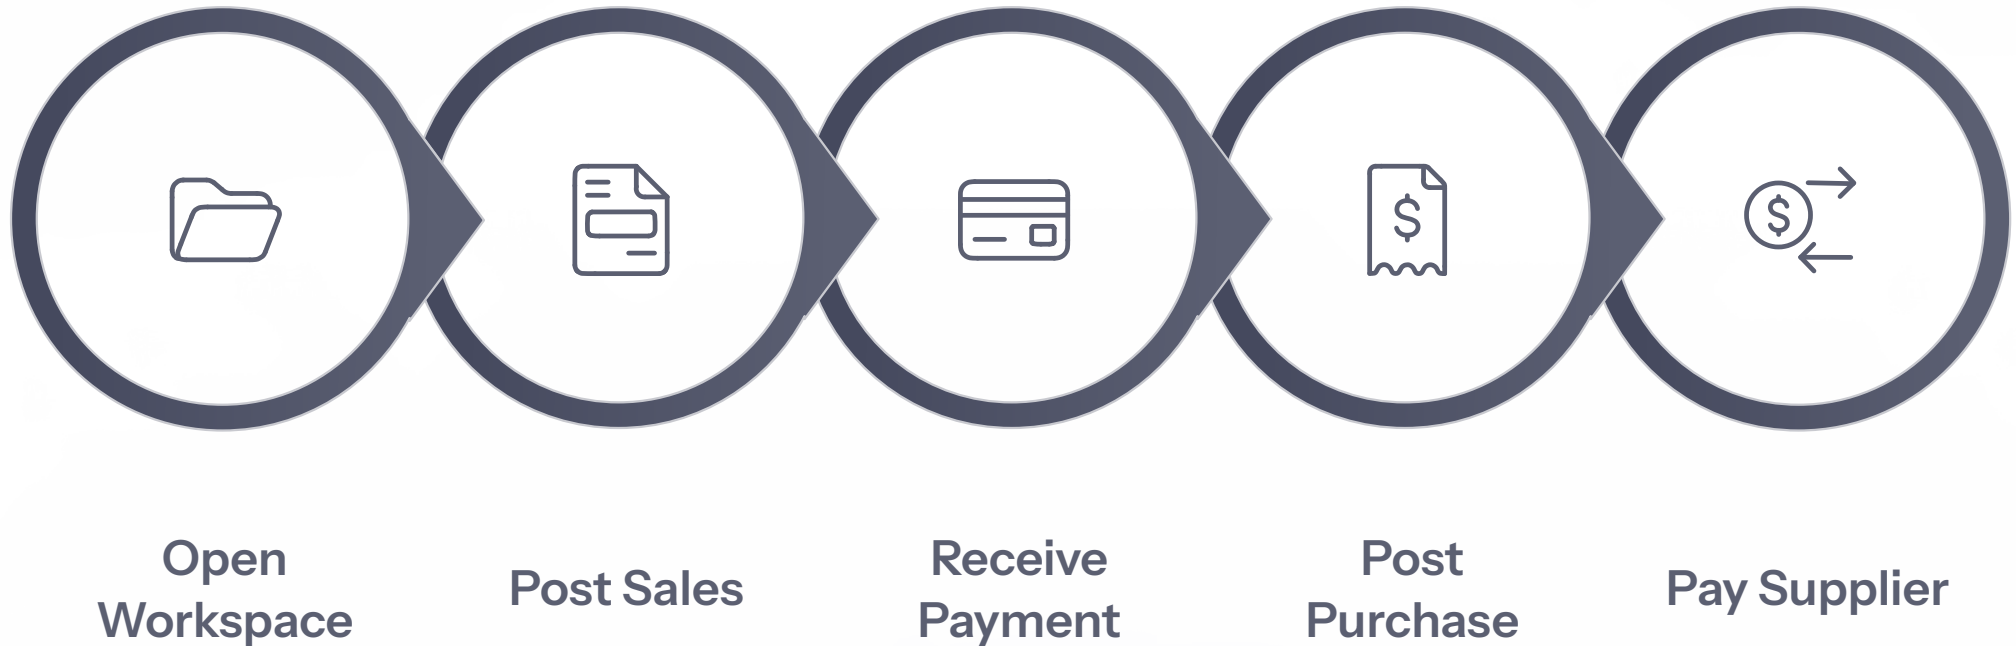 Open
Workspace
Post Sales
Receive
Payment
Post
Purchase
Pay Supplier
$
$